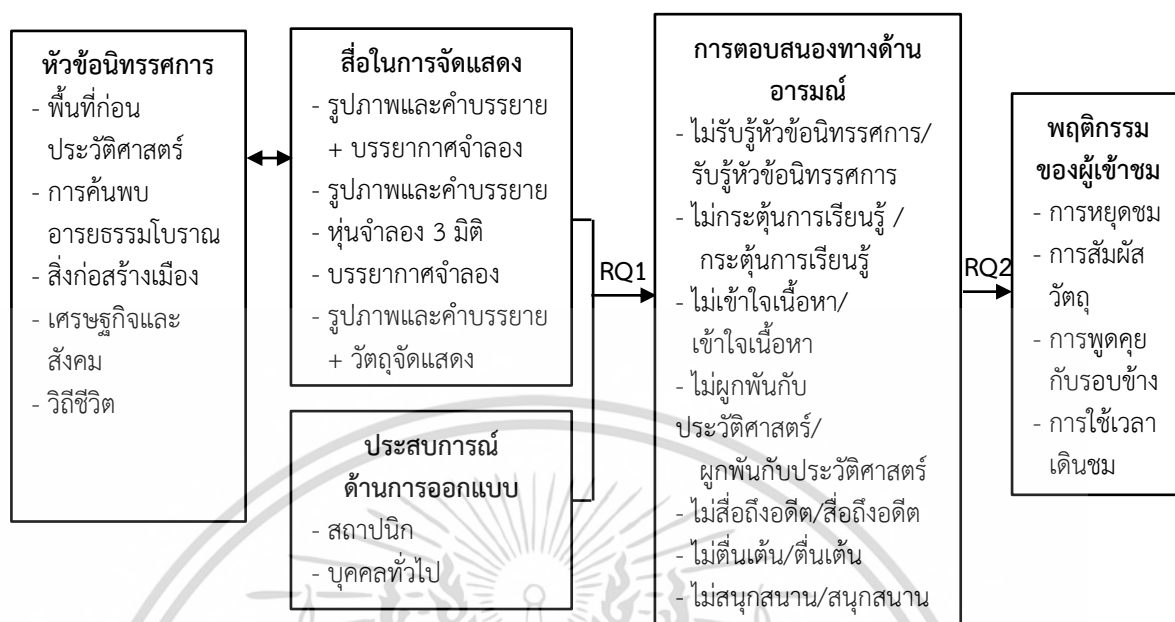 หัวข้อนิทรรศการ
- พื้นที่ก่อน
ประวัติศาสตร์
- การค้นพบ
อารยธรรมโบราณ
- สิ่งก่อสร้างเมือง
- เศรษฐกิจและ
สังคม
- วิถีชีวิต
สื่อในการจัดแสดง
- รูปภาพและคำบรรยาย
+ บรรยากาศจำลอง
- รูปภาพและคำบรรยาย
- หุ่นจำลอง 3 มิติ
- บรรยากาศจำลอง
- รูปภาพและคำบรรยาย
+ วัตถุจัดแสดง
ประสบการณ์
ด้านการออกแบบ
- สถาปนิก
- บุคคลทั่วไป
RQ1
การตอบสนองทางด้าน
อารมณ์
- ไม่รับรู้หัวข้อนิทรรศการ/
รับรู้หัวข้อนิทรรศการ
- ไม่กระตุ้นการเรียนรู้ /
กระตุ้นการเรียนรู้
- ไม่เข้าใจเนื้อหา/
เข้าใจเนื้อหา
- ไม่ผูกพันกับ
ประวัติศาสตร์/
ผูกพันกับประวัติศาสตร์
- ไม่สื่อถึงอดีต/สื่อถึงอดีต
- ไม่ตื่นเต้น/ตื่นเต้น
- ไม่สนุกสนาน/สนุกสนาน
RQ2
พฤติกรรม
ของผู้เข้าชม
- การหยุดชม
- การสัมผัส
วัตถุ
- การพูดคุย
กับรอบข้าง
- การใช้เวลา
เดินชม